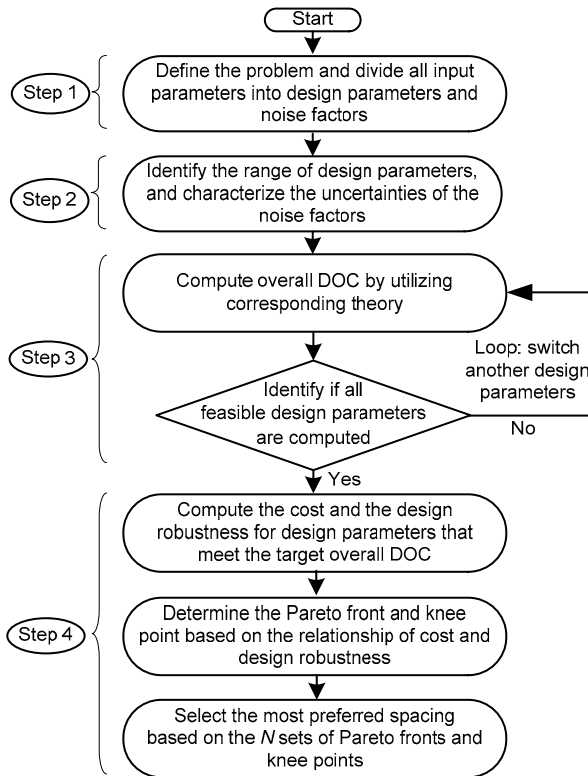 Start
Step 1
Define the problem and divide all input
parameters into design parameters and
noise factors
Step 2
Identify the range of design parameters,
and characterize the uncertainties of the
noise factors
Step 3
Compute overall DOC by utilizing
corresponding theory
Loop: switch
another design
parameters
Identify if all
feasible design parameters
are computed
No
Yes
Step 4
Compute the cost and the design
robustness for design parameters that
meet the target overall DOC
Determine the Pareto front and knee
point based on the relationship of cost and
design robustness
Select the most preferred spacing
based on the N sets of Pareto fronts and
knee points